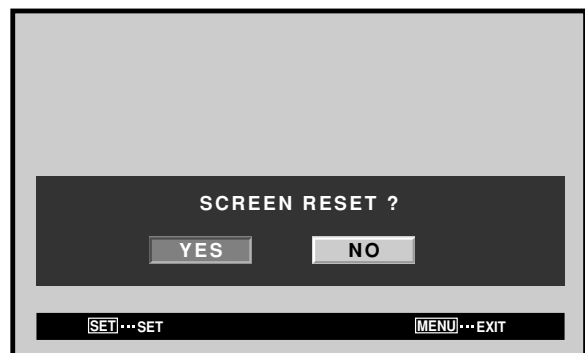 SCREEN RESET ?
YES NO
SET ··· SET MENU ··· EXIT